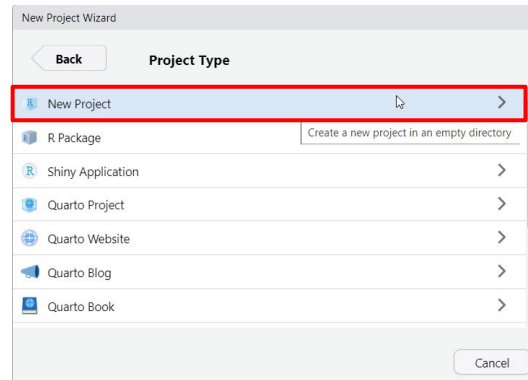 New Project Wizard
Back
Project Type
R New Project
R Package
Create a new project in an empty directory
R Shiny Application
Quarto Project
Quarto Website
Quarto Blog
Quarto Book
Cancel